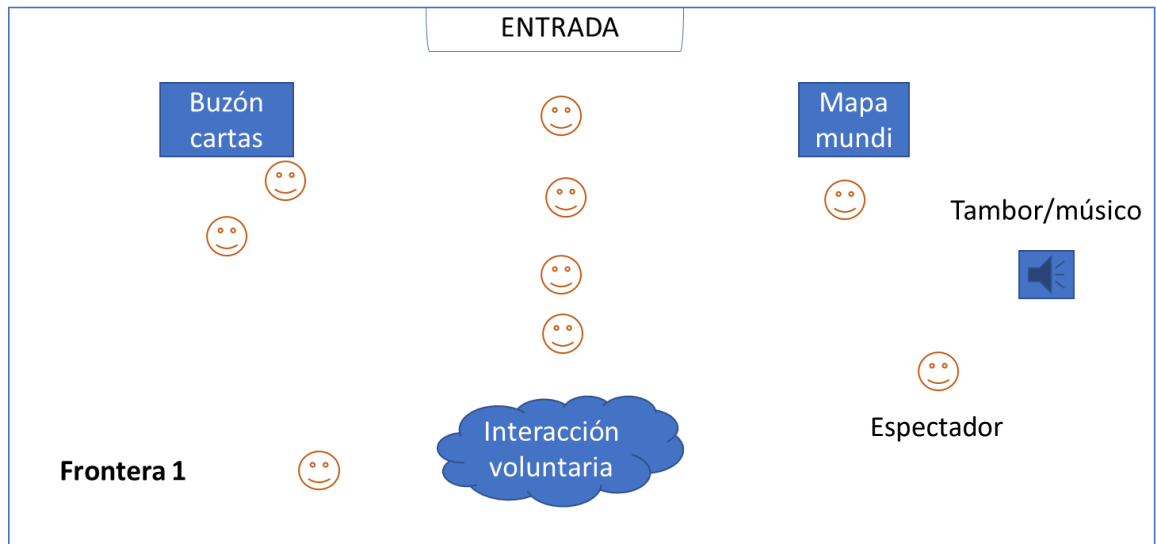 ENTRADA
Buzón
cartas
Mapa
mundi
Tambor/músico
Espectador
Interacción
voluntaria
Frontera 1